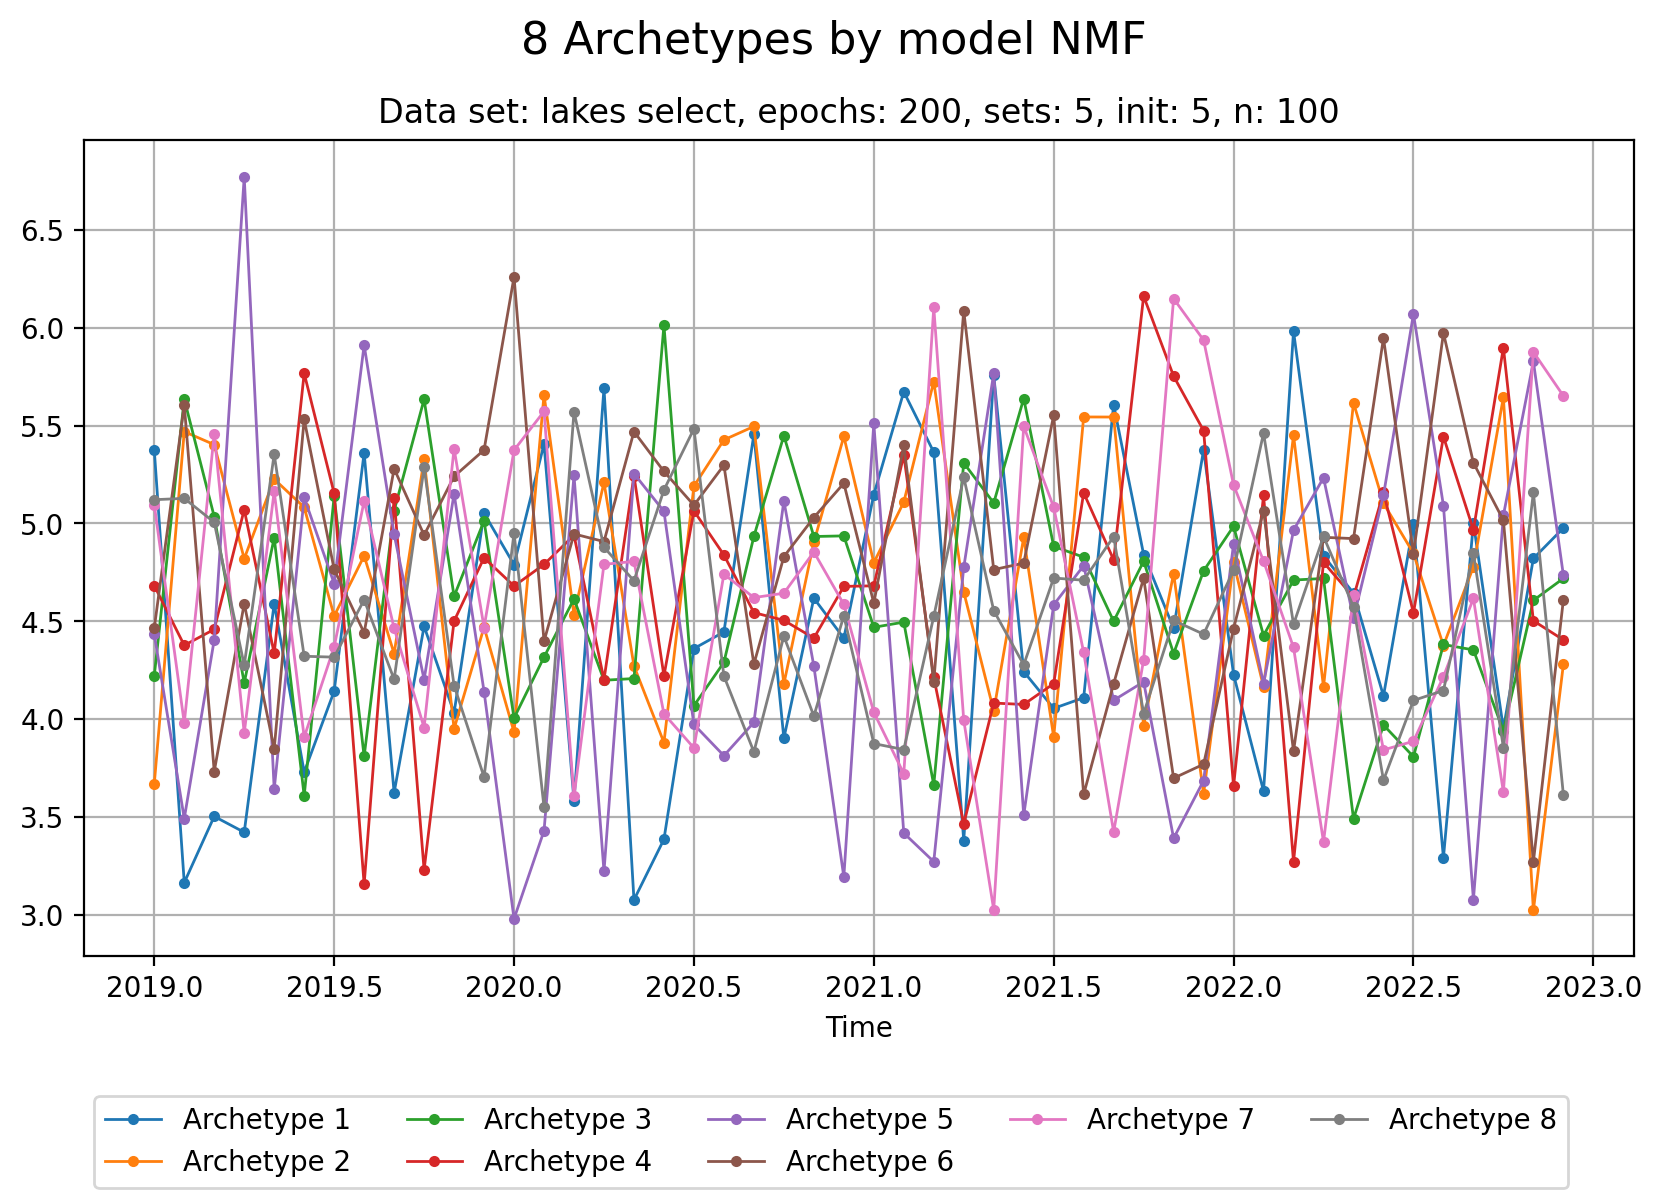 8 Archetypes by model NMF
Data set: lakes select, epochs: 200, sets: 5, init: 5, n: 100
6.5
6.0
5.5
5.0
4.5
4.0
3.5
3.0
2019.0 2019.5 2020.0 2020.5 2021.0 2021.5 2022.0 2022.5 2023.0
Time
Archetype 1 Archetype 3 Archetype 5 Archetype 7 Archetype 8
Archetype 2 Archetype 4 Archetype 6